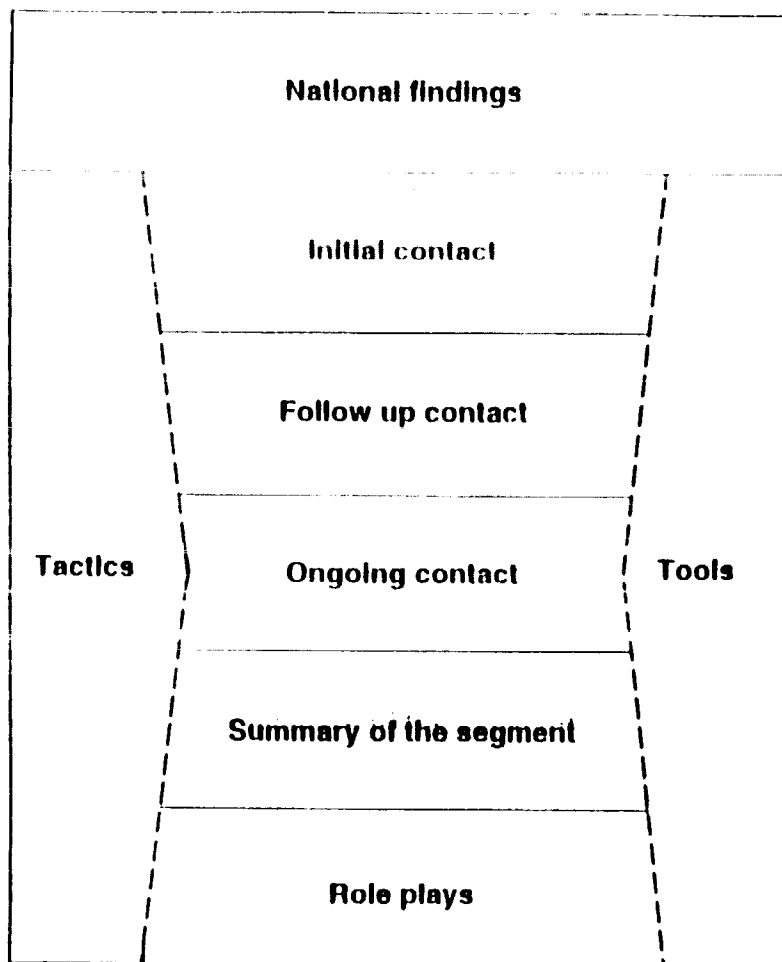 National findings
Initial contact
Follow up contact
Tactics
Ongoing contact
Tools
Summary of the segment
Role plays